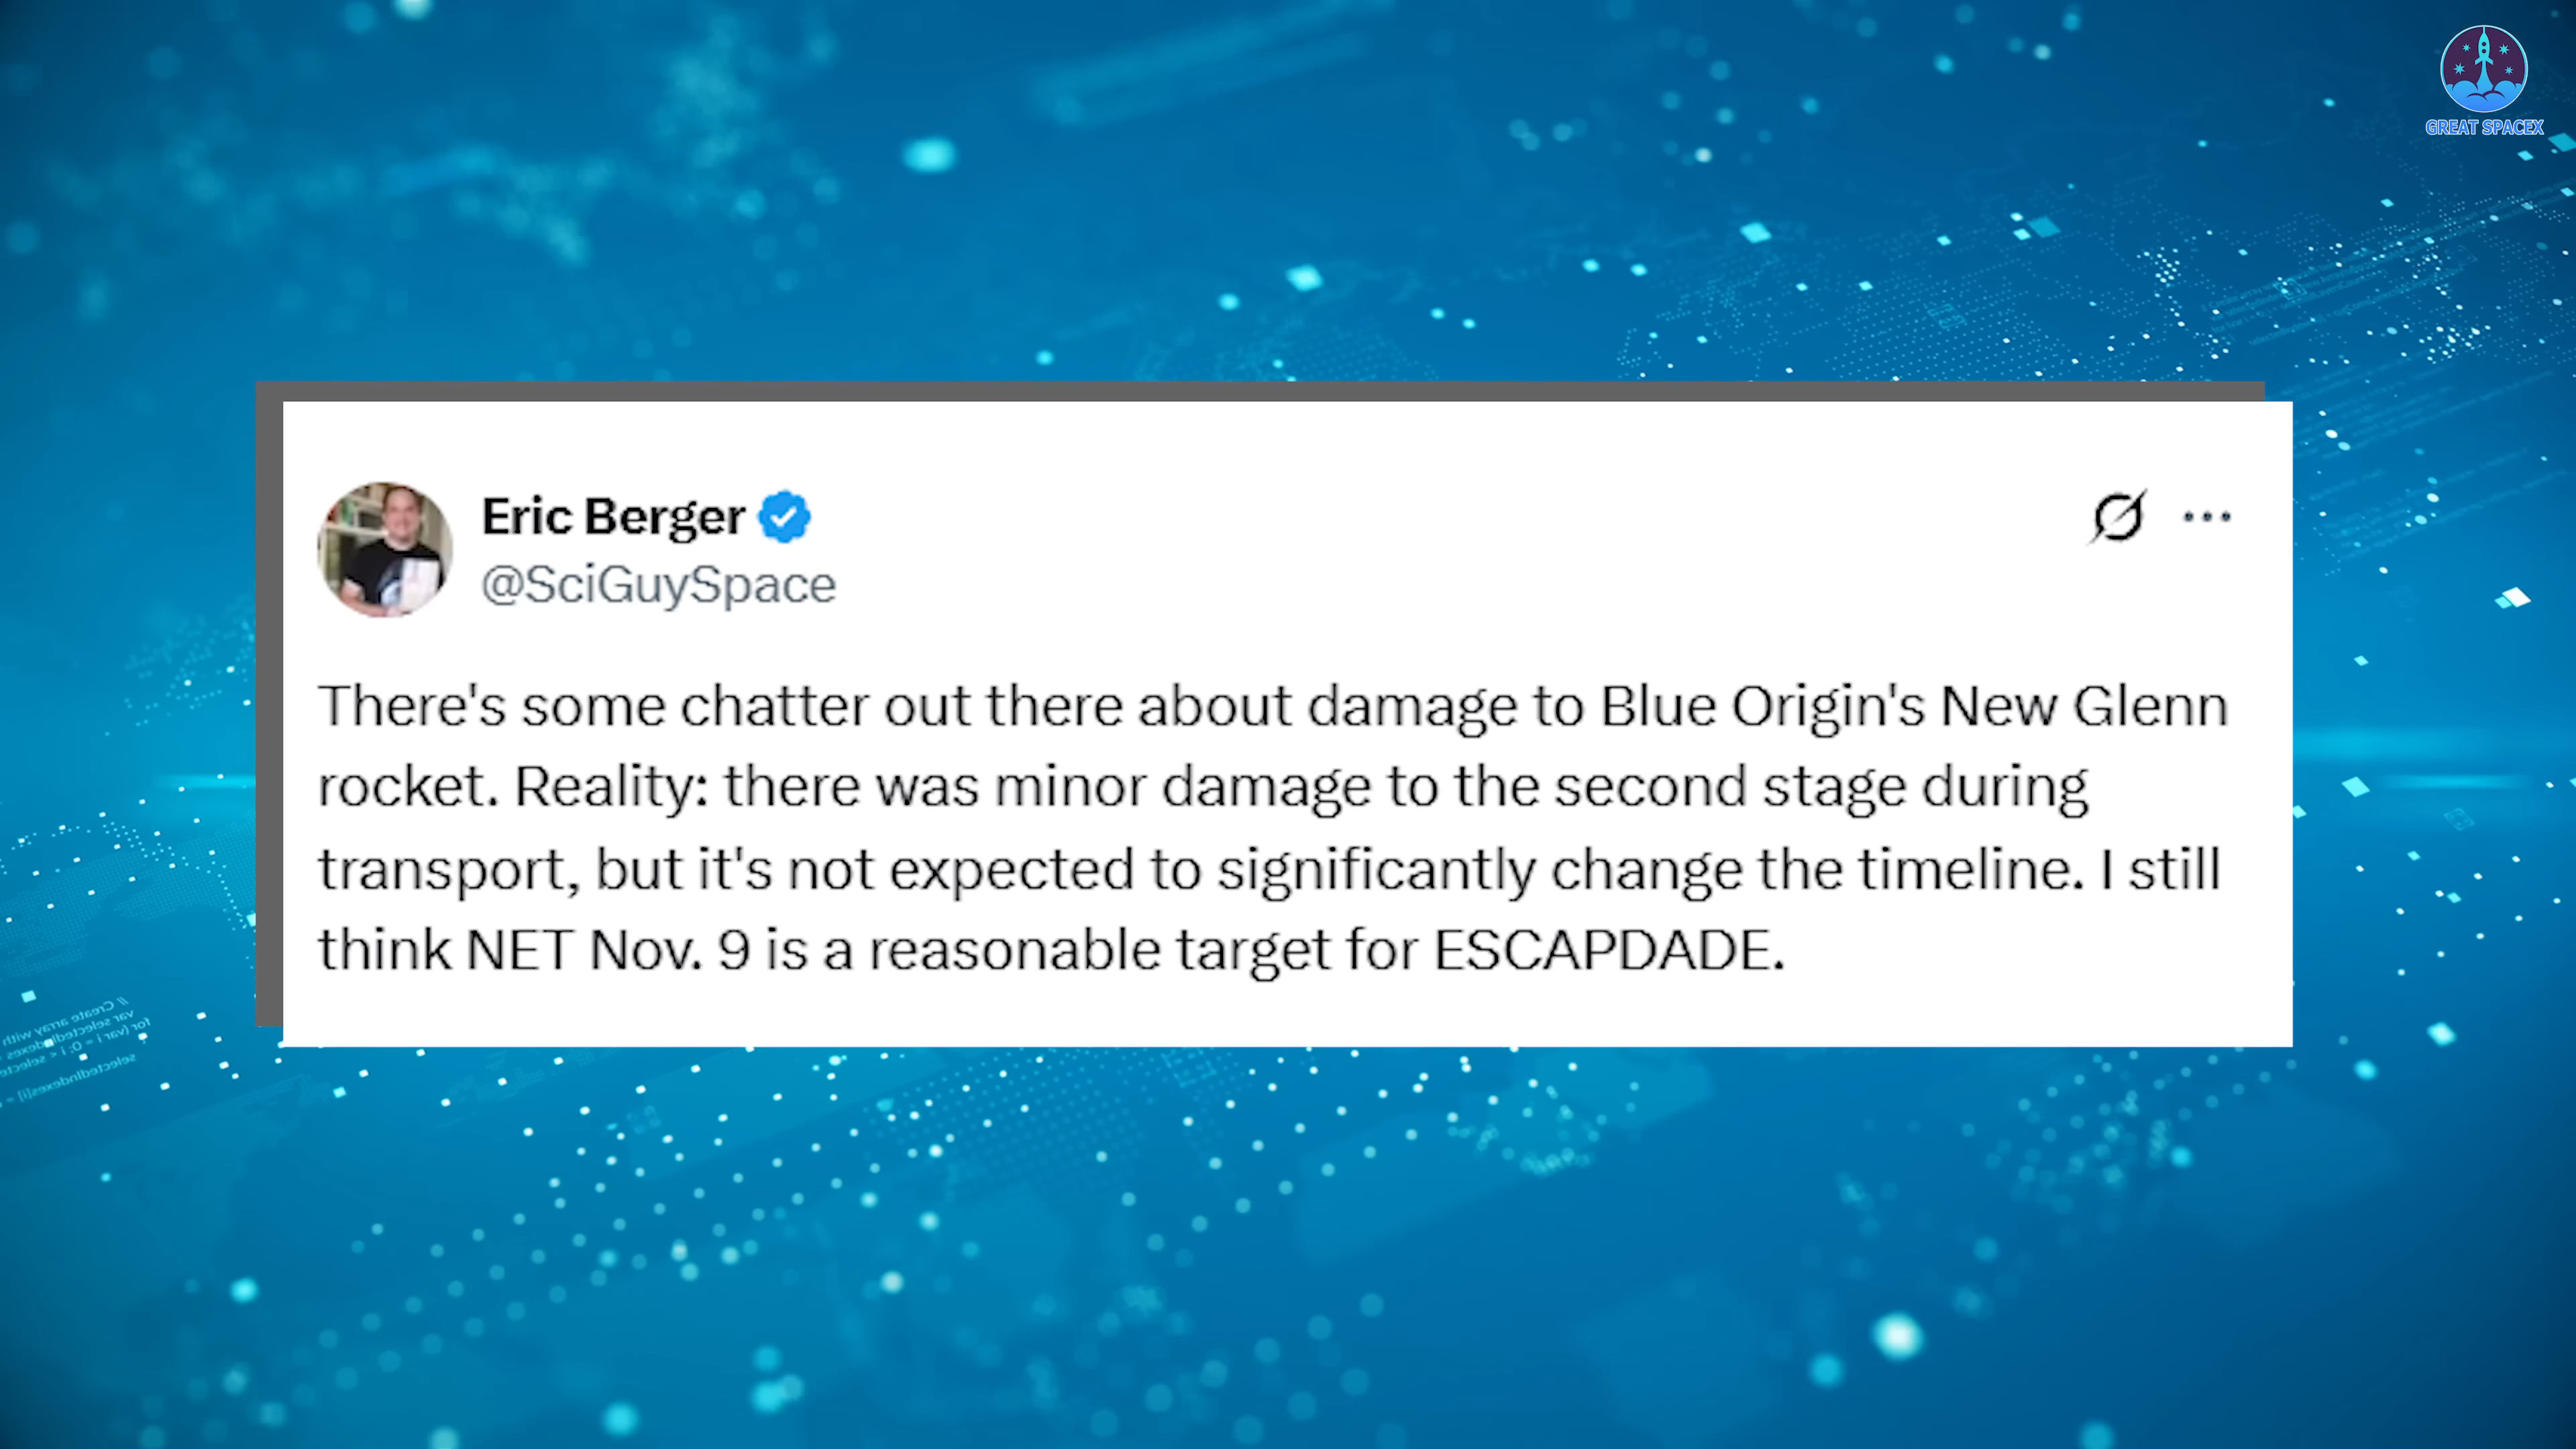 GREAT SPACEX
Eric Berger
@SciGuySpace
There's some chatter out there about damage to Blue Origin's New Glenn
rocket. Reality: there was minor damage to the second stage during
transport, but it's not expected to significantly change the timeline. I still
think NET Nov. 9 is a reasonable target for ESCAPDADE.